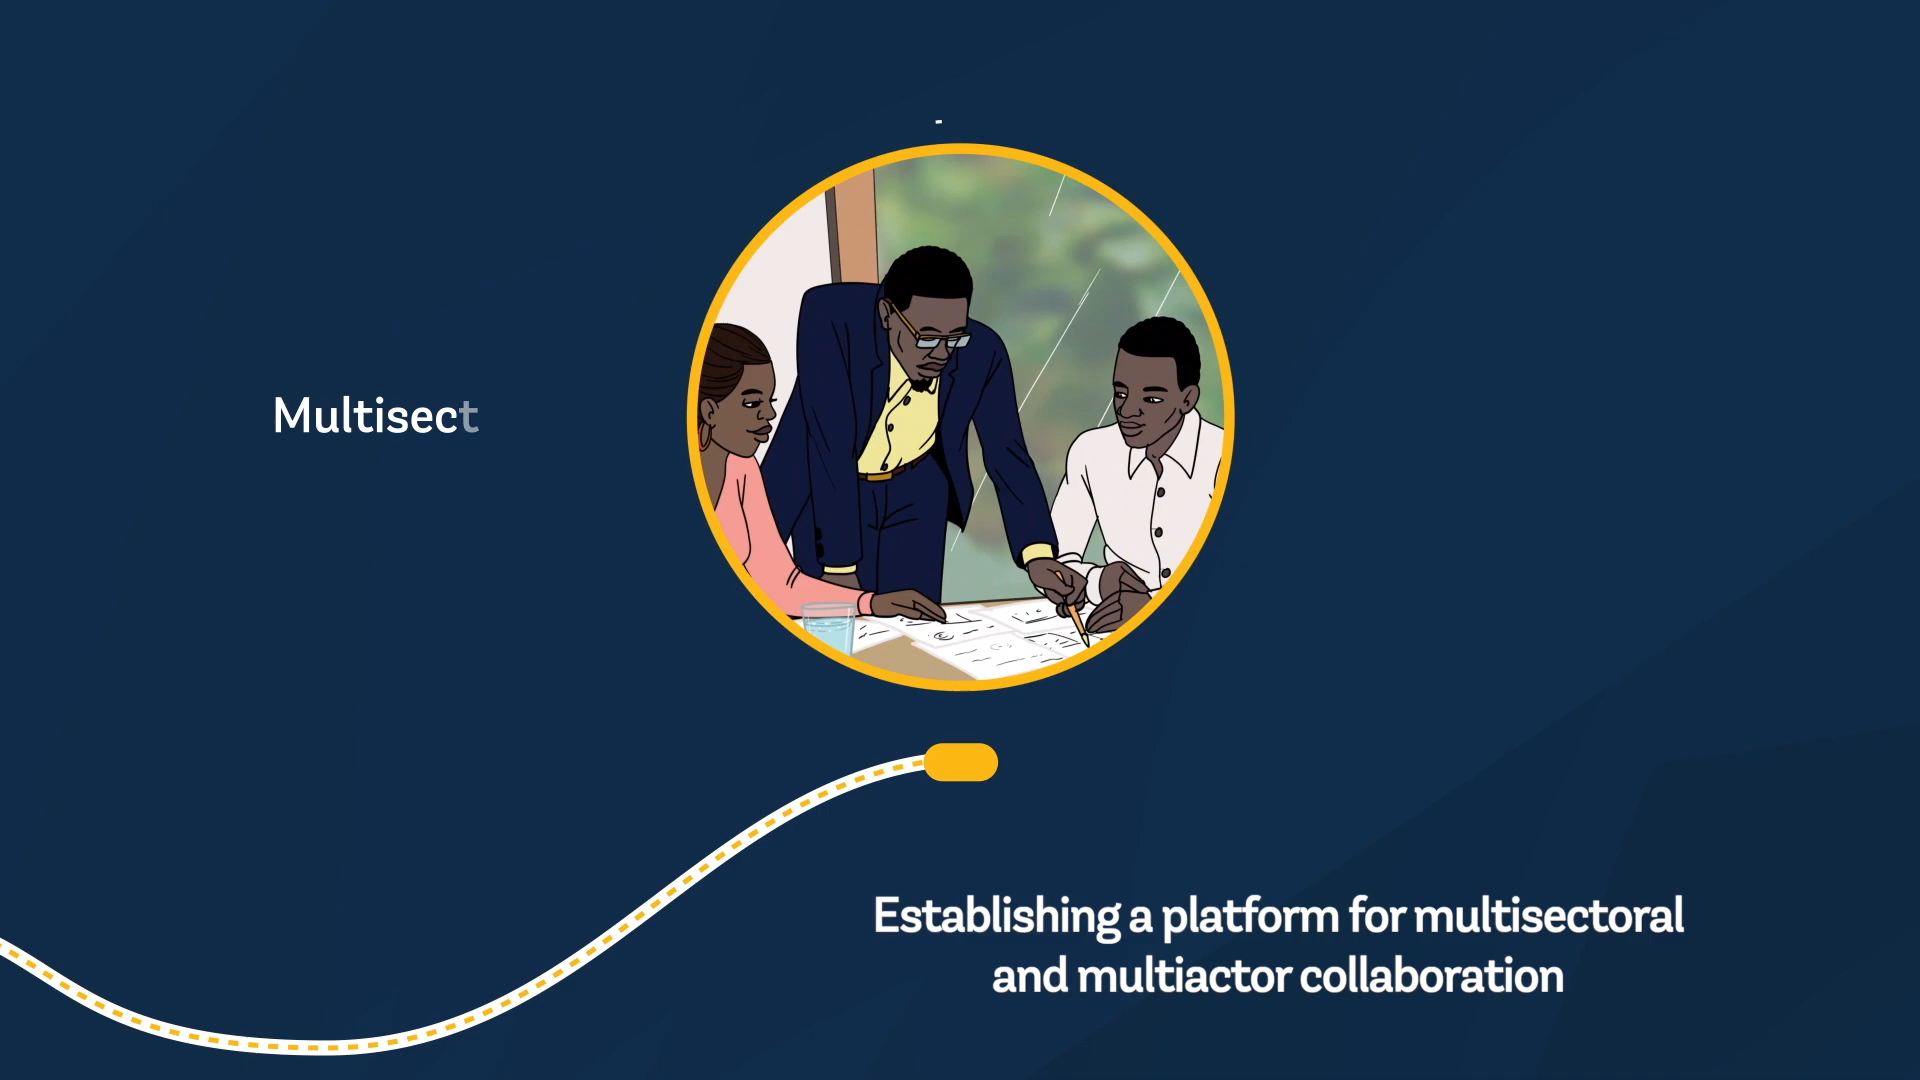 Multisect
Establishing a platform for multisectoral
and multiactor collaboration